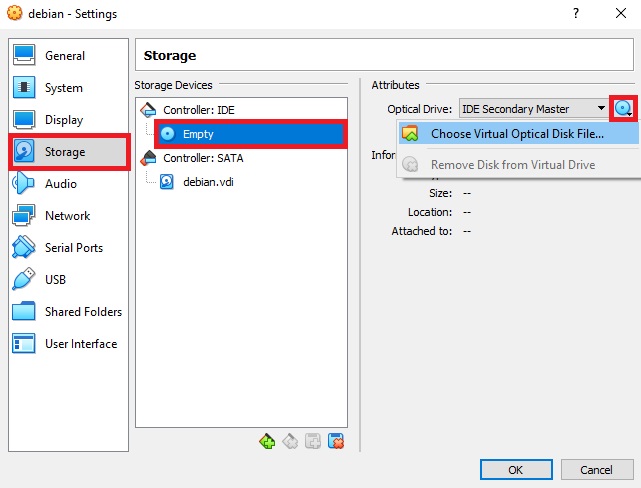 debian - Settings
General
System
Display
Storage
Audio
Network
Serial Ports
USB
Shared Folders
User Interface
Storage
Storage Devices
Controller: IDE
Empty
Controller: SATA
debian.vdi
Attributes
Optical Drive: IDE Secondary Master
Choose Virtual Optical Disk File...
Remove Disk from Virtual Drive
Size: --
Location: --
Attached to: --
OK
Cancel